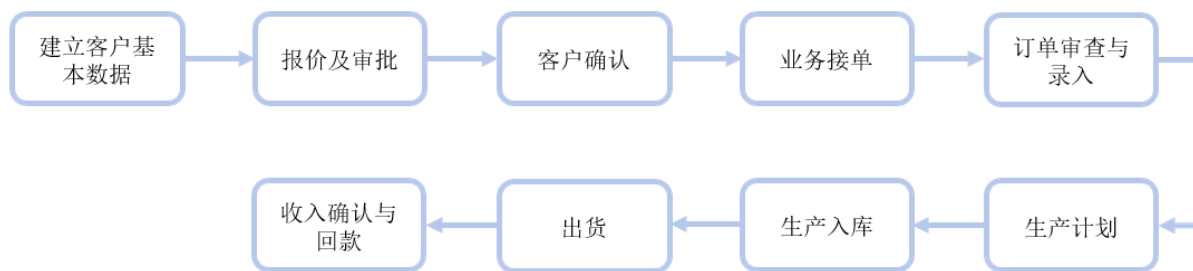 建立客户基
本数据
报价及审批
客户确认
业务接单
订单审查与
录入
生产计划
生产入库
出货
收入确认与
回款